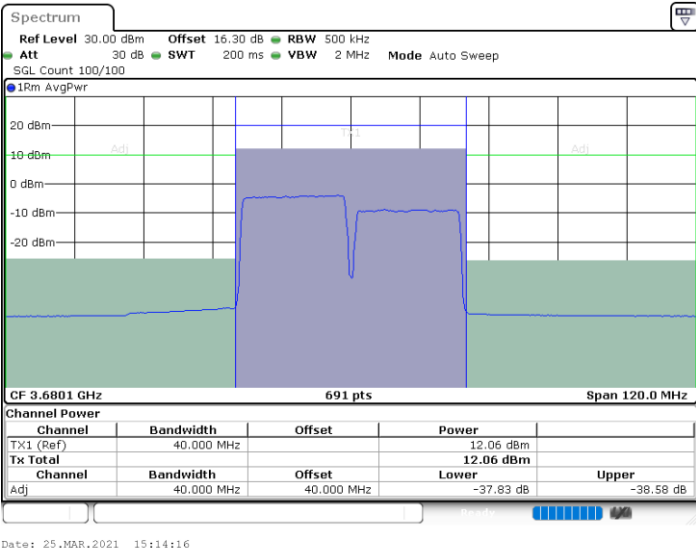 Spectrum
Ref Level 30.00 dBm Offset 16.30 dB RBW 500 kHz
Att 30 dB SWT 200 ms VBW 2 MHz Mode Auto Sweep
SGL Count 100/100
1Rm AvgPwr
20 dBm
TX1
Adj Adj
10 dBm
0 dBm
-10 dBm
-20 dBm
CF 3.6801 GHz 691 pts Span 120.0 MHz
Channel Power
Channel Bandwidth Offset Power
TX1 (Ref) 40.000 MHz 12.06 dBm
Tx Total 12.06 dBm
Channel Bandwidth Offset Lower Upper
Adj 40.000 MHz 40.000 MHz -37.83 dB -38.58 dB
Ready
Date: 25.MAR.2021 15:14:16